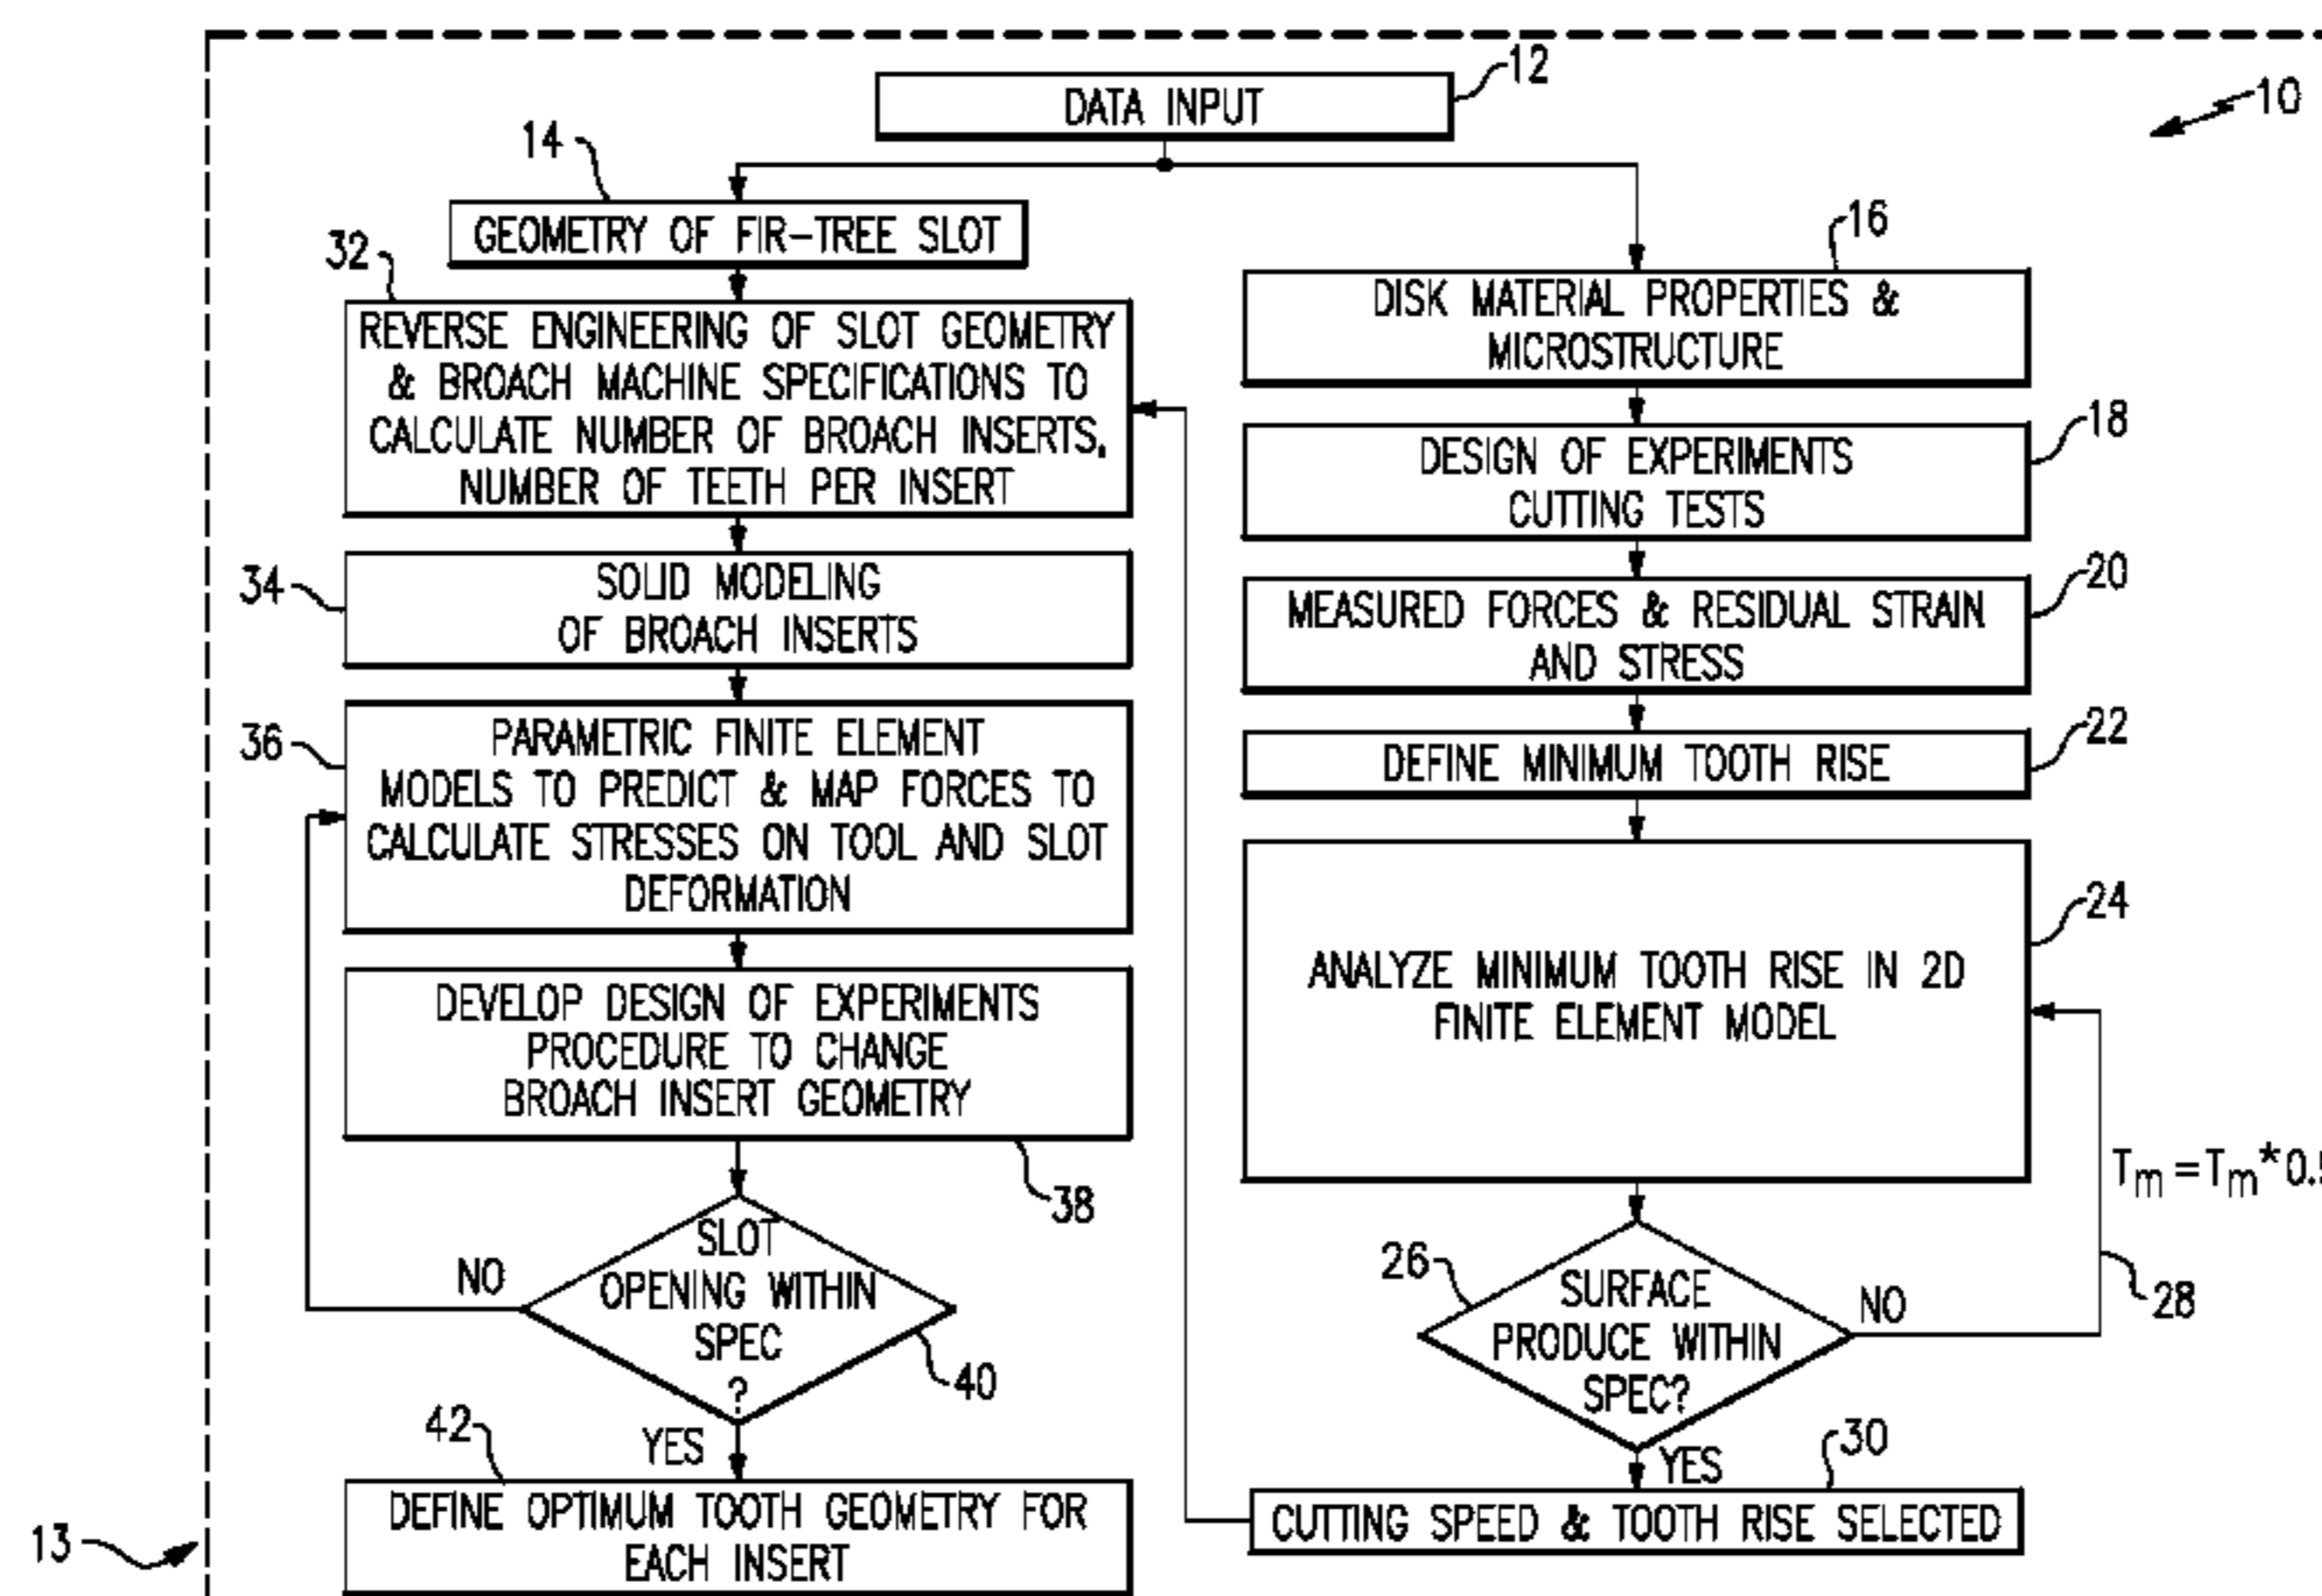 12
DATA INPUT
10
14
GEOMETRY OF FIR-TREE SLOT
32
REVERSE ENGINEERING OF SLOT GEOMETRY
& BROACH MACHINE SPECIFICATIONS TO
CALCULATE NUMBER OF BROACH INSERTS,
NUMBER OF TEETH PER INSERT
34
SOLID MODELING
OF BROACH INSERTS
36
PARAMETRIC FINITE ELEMENT
MODELS TO PREDICT & MAP FORCES TO
CALCULATE STRESSES ON TOOL AND SLOT
DEFORMATION
DEVELOP DESIGN OF EXPERIMENTS
PROCEDURE TO CHANGE
BROACH INSERT GEOMETRY
38
SLOT
OPENING WITHIN
SPEC
?
NO
40
YES
42
DEFINE OPTIMUM TOOTH GEOMETRY FOR
EACH INSERT
13
16
DISK MATERIAL PROPERTIES &
MICROSTRUCTURE
18
DESIGN OF EXPERIMENTS
CUTTING TESTS
20
MEASURED FORCES & RESIDUAL STRAIN
AND STRESS
22
DEFINE MINIMUM TOOTH RISE
24
ANALYZE MINIMUM TOOTH RISE IN 2D
FINITE ELEMENT MODEL
Tm = Tm*0.
26
SURFACE
PRODUCE WITHIN
SPEC?
NO
28
YES
30
CUTTING SPEED & TOOTH RISE SELECTED